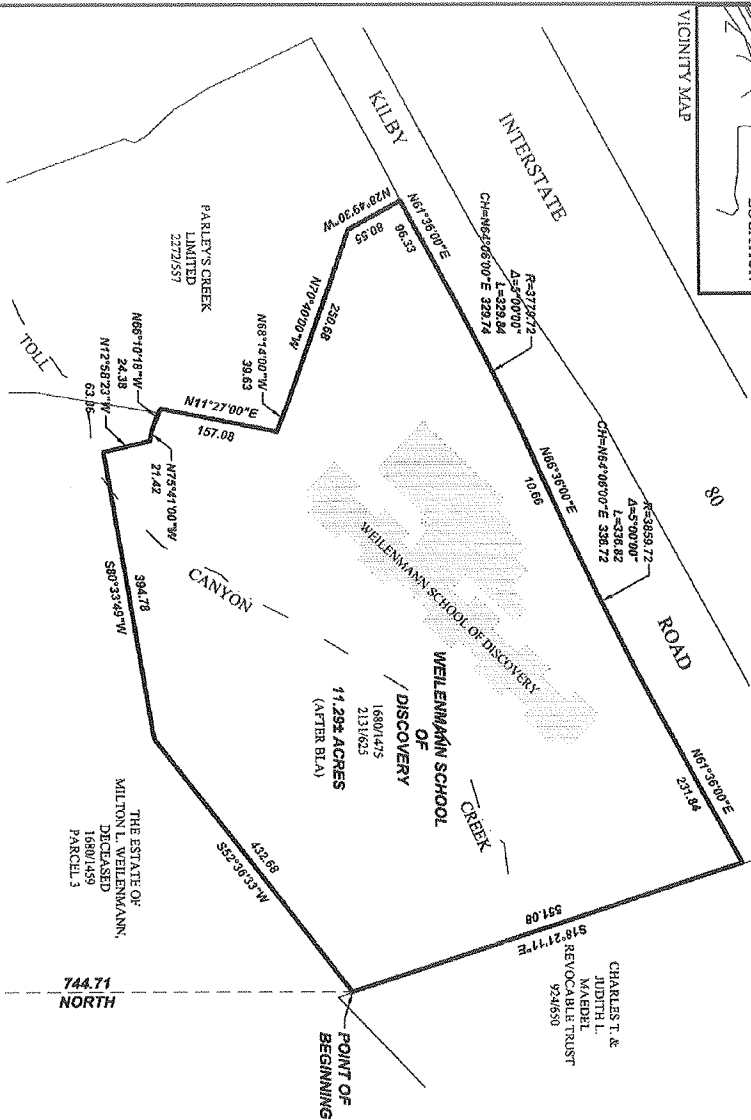 VICINITY MAP
INTERSTATE
80
KILBY
ROAD
N61°36'00"E
96.33
R=3779.72
Δ=5°00'00"
L=329.84
CH=N64°06'00"E 329.74
N66°36'00"E
10.66
R=3859.72
Δ=5°00'00"
L=336.82
CH=N64°06'00"E 336.72
N61°36'00"E
231.84
N28°49'30"W
80.55
N70°40'00"W
250.68
N68°14'00"W
39.63
N11°27'00"E
157.08
N66°10'18"W
24.38
N12°58'23"W
63.36
N75°41'00"W
21.42
394.78
S80°33'49"W
432.68
S52°36'33"W
551.08
S18°21'11"E
PARLEY'S CREEK
LIMITED
2272/557
TOLL
CANYON
CREEK
WEILENMANN SCHOOL OF DISCOVERY
WEILENMANN SCHOOL
OF
DISCOVERY
1680/1475
2131/625
11.29± ACRES
(AFTER BLA)
THE ESTATE OF
MILTON L. WEILENMANN,
DECEASED
1680/1459
PARCEL 3
CHARLES T. &
JUDITH L.
MAEDEL
REVOCABLE TRUST
924/650
744.71
NORTH
POINT OF
BEGINNING